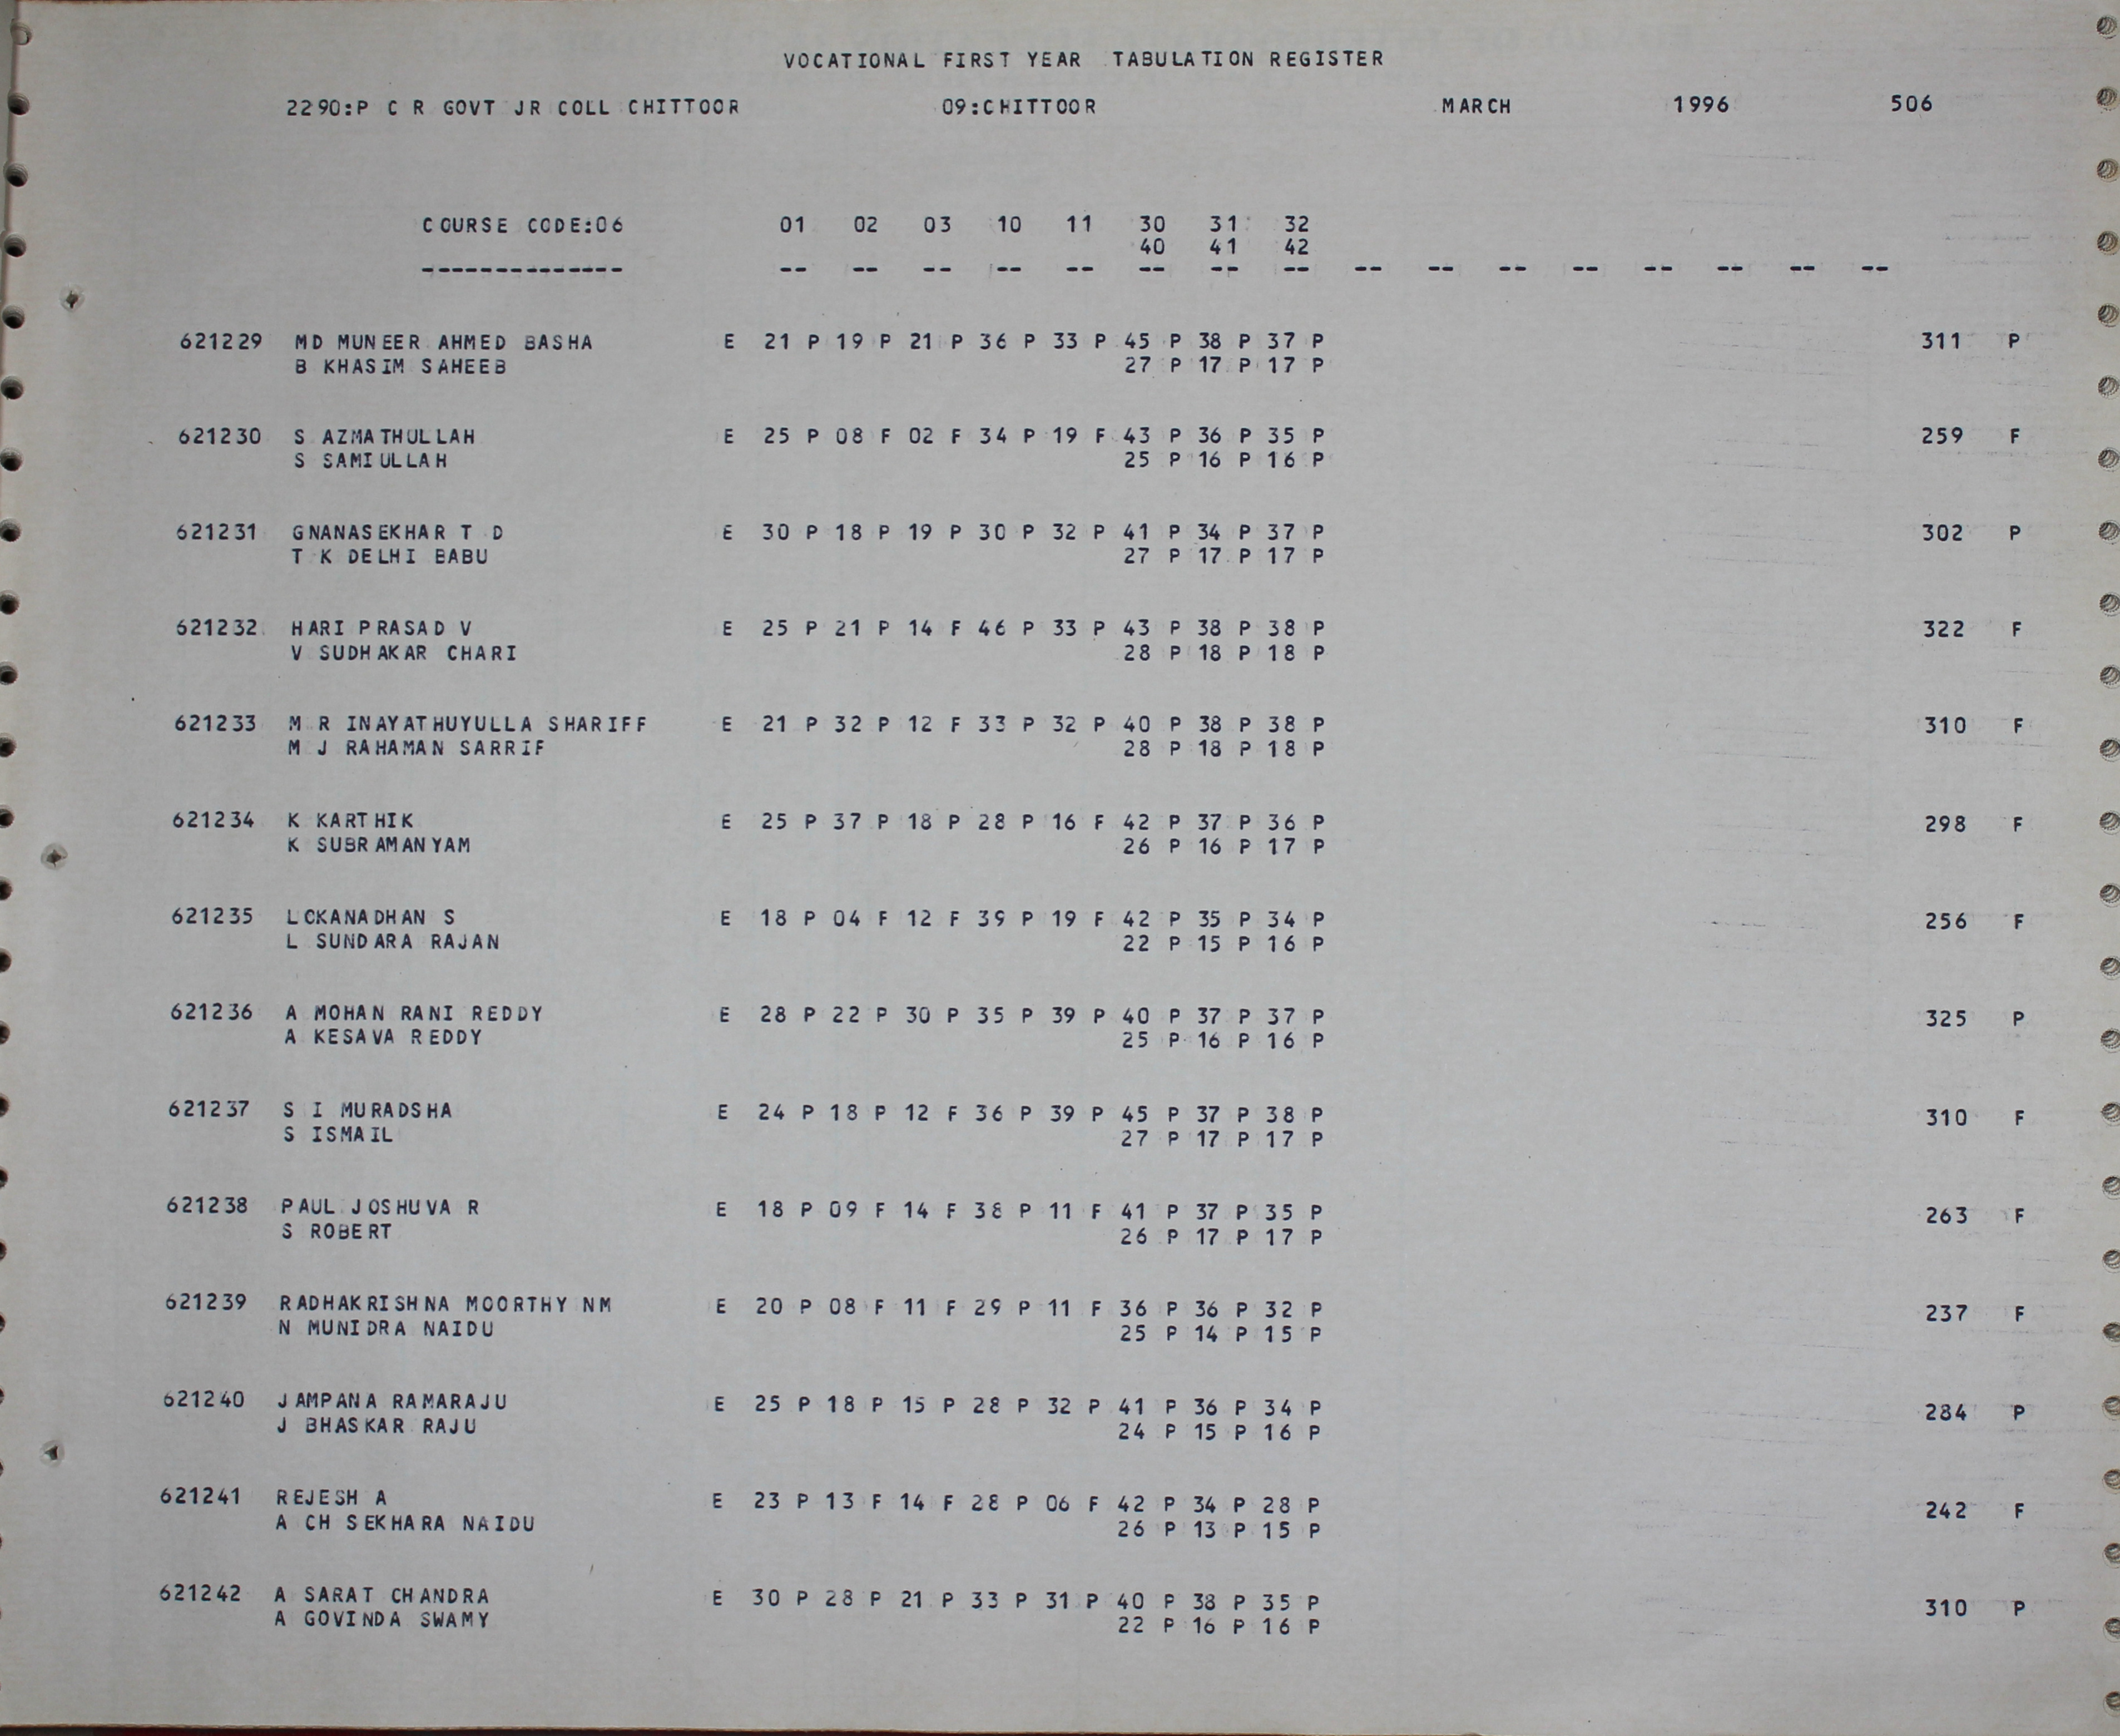 VOCATIONAL FIRST YEAR TABULATION REGISTER
2290:P C R GOVT JR COLL CHITTOOR 09:CHITTOOR MARCH 1996 506
COURSE CODE:06 01 02 03 10 11 30 31 32
40 41 42
-------------- -- -- -- -- -- -- -- -- -- -- -- -- -- -- -- --
621229 MD MUNEER AHMED BASHA E 21 P 19 P 21 P 36 P 33 P 45 P 38 P 37 P 311 P
B KHASIM SAHEEB 27 P 17 P 17 P
621230 S AZMATHULLAH E 25 P 08 F 02 F 34 P 19 F 43 P 36 P 35 P 259 F
S SAMIULLAH 25 P 16 P 16 P
621231 GNANASEKHAR T D E 30 P 18 P 19 P 30 P 32 P 41 P 34 P 37 P 302 P
T K DELHI BABU 27 P 17 P 17 P
621232 HARI PRASAD V E 25 P 21 P 14 F 46 P 33 P 43 P 38 P 38 P 322 F
V SUDHAKAR CHARI 28 P 18 P 18 P
621233 M R INAYATHUYULLA SHARIFF E 21 P 32 P 12 F 33 P 32 P 40 P 38 P 38 P 310 F
M J RAHAMAN SARRIF 28 P 18 P 18 P
621234 K KARTHIK E 25 P 37 P 18 P 28 P 16 F 42 P 37 P 36 P 298 F
K SUBRAMANYAM 26 P 16 P 17 P
621235 LOKANADHAN S E 18 P 04 F 12 F 39 P 19 F 42 P 35 P 34 P 256 F
L SUNDARA RAJAN 22 P 15 P 16 P
621236 A MOHAN RANI REDDY E 28 P 22 P 30 P 35 P 39 P 40 P 37 P 37 P 325 P
A KESAVA REDDY 25 P 16 P 16 P
621237 S I MURADSHA E 24 P 18 P 12 F 36 P 39 P 45 P 37 P 38 P 310 F
S ISMAIL 27 P 17 P 17 P
621238 PAUL JOSHUVA R E 18 P 09 F 14 F 38 P 11 F 41 P 37 P 35 P 263 F
S ROBERT 26 P 17 P 17 P
621239 RADHAKRISHNA MOORTHY NM E 20 P 08 F 11 F 29 P 11 F 36 P 36 P 32 P 237 F
N MUNIDRA NAIDU 25 P 14 P 15 P
621240 JAMPANA RAMARAJU E 25 P 18 P 15 P 28 P 32 P 41 P 36 P 34 P 284 P
J BHASKAR RAJU 24 P 15 P 16 P
621241 REJESH A E 23 P 13 F 14 F 28 P 06 F 42 P 34 P 28 P 242 F
A CH SEKHARA NAIDU 26 P 13 P 15 P
621242 A SARAT CHANDRA E 30 P 28 P 21 P 33 P 31 P 40 P 38 P 35 P 310 P
A GOVINDA SWAMY 22 P 16 P 16 P